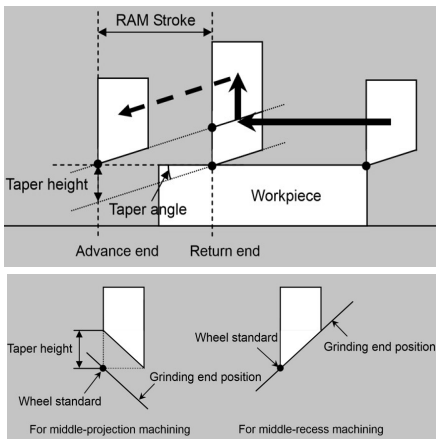 RAM Stroke
Taper height
Taper angle
Workpiece
Advance end
Return end
Taper height
Wheel standard
Grinding end position
For middle-projection machining
Wheel standard
Grinding end position
For middle-recess machining